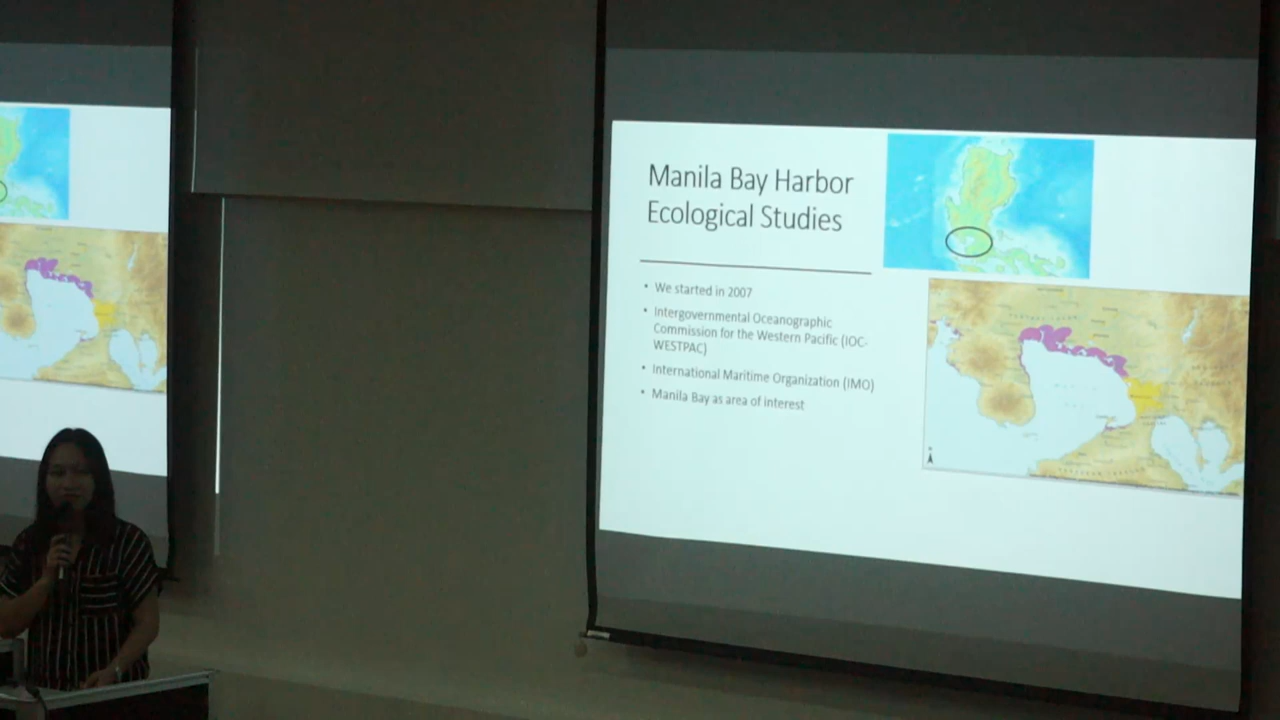 Manila Bay Harbor
Ecological Studies
• We started in 2007
• Intergovernmental Oceanographic
Commission for the Western Pacific (IOC-
WESTPAC)
• International Maritime Organization (IMO)
• Manila Bay as area of interest